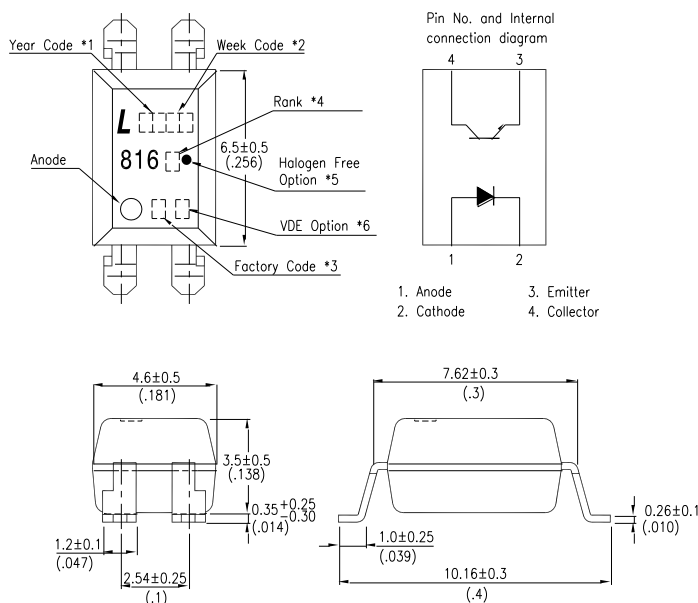 Pin No. and Internal
connection diagram
Year Code *1
Week Code *2
4
3
L
Rank *4
816
6.5±0.5
(.256)
Halogen Free
Option *5
Anode
VDE Option *6
Factory Code *3
1
2
1. Anode
3. Emitter
2. Cathode
4. Collector
4.6±0.5
(.181)
7.62±0.3
(.3)
3.5±0.5
(.138)
0.35+0.25
-0.30
(.014)
0.26±0.1
(.010)
1.2±0.1
(.047)
1.0±0.25
(.039)
2.54±0.25
(.1)
10.16±0.3
(.4)